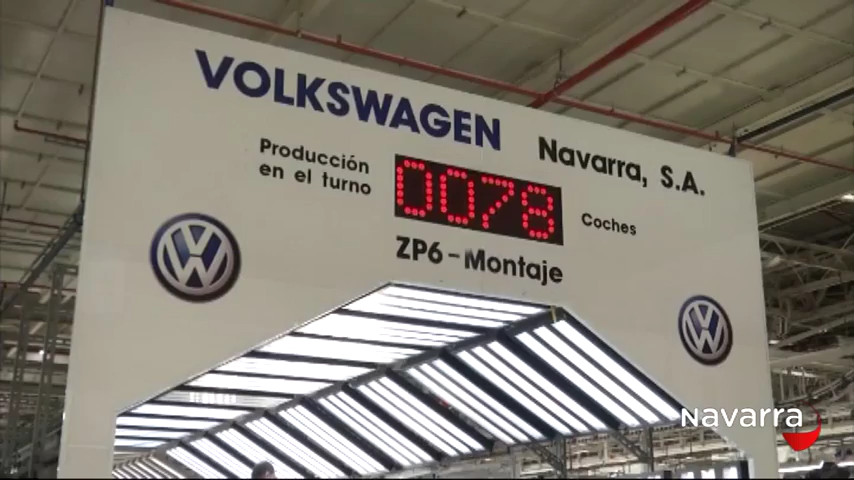 VOLKSWAGEN Navarra, S.A.
Producción
en el turno
0078
Coches
ZP6-Montaje
Navarra